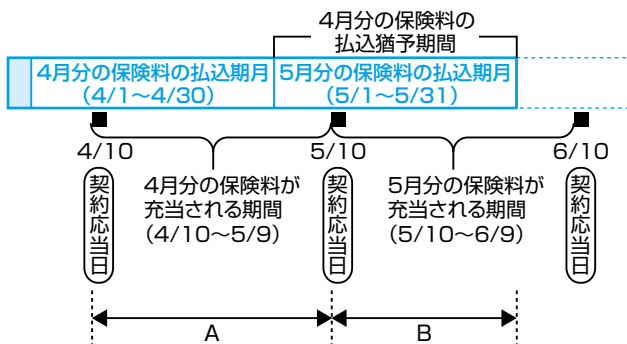 4月分の保険料の
払込猶予期間
4月分の保険料の払込期月
(4/1〜4/30)
5月分の保険料の払込期月
(5/1〜5/31)
4/10
5/10
6/10
契約応当日
4月分の保険料が
充当される期間
(4/10〜5/9)
契約応当日
5月分の保険料が
充当される期間
(5/10〜6/9)
契約応当日
A
B